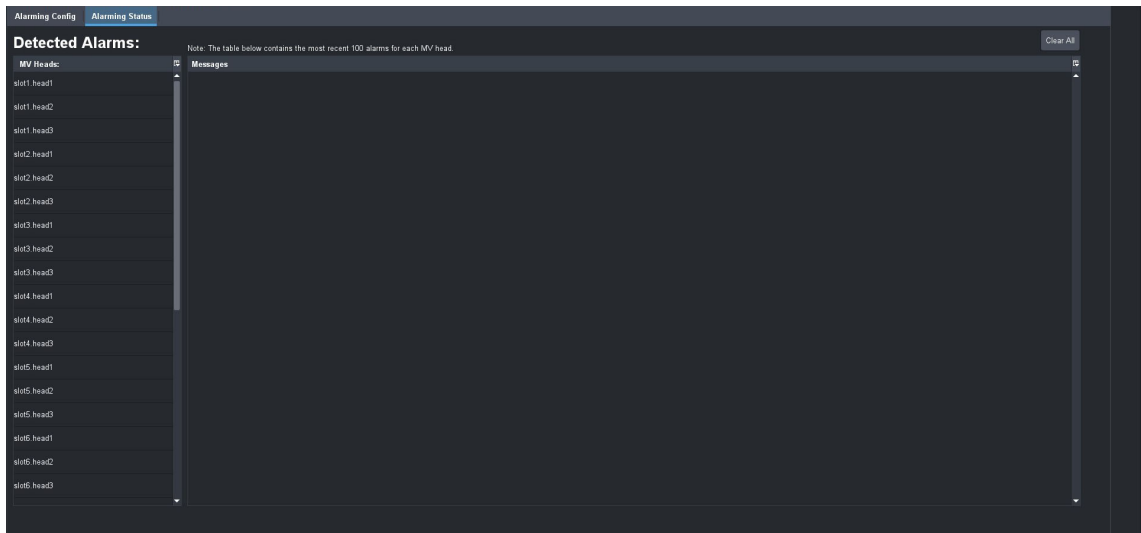 Alarming Config Alarming Status
Detected Alarms:
Note: The table below contains the most recent 100 alarms for each MV head.
Clear All
MV Heads:
Messages
slot1.head1
slot1.head2
slot1.head3
slot2.head1
slot2.head2
slot2.head3
slot3.head1
slot3.head2
slot3.head3
slot4.head1
slot4.head2
slot4.head3
slot5.head1
slot5.head2
slot5.head3
slot6.head1
slot6.head2
slot6.head3